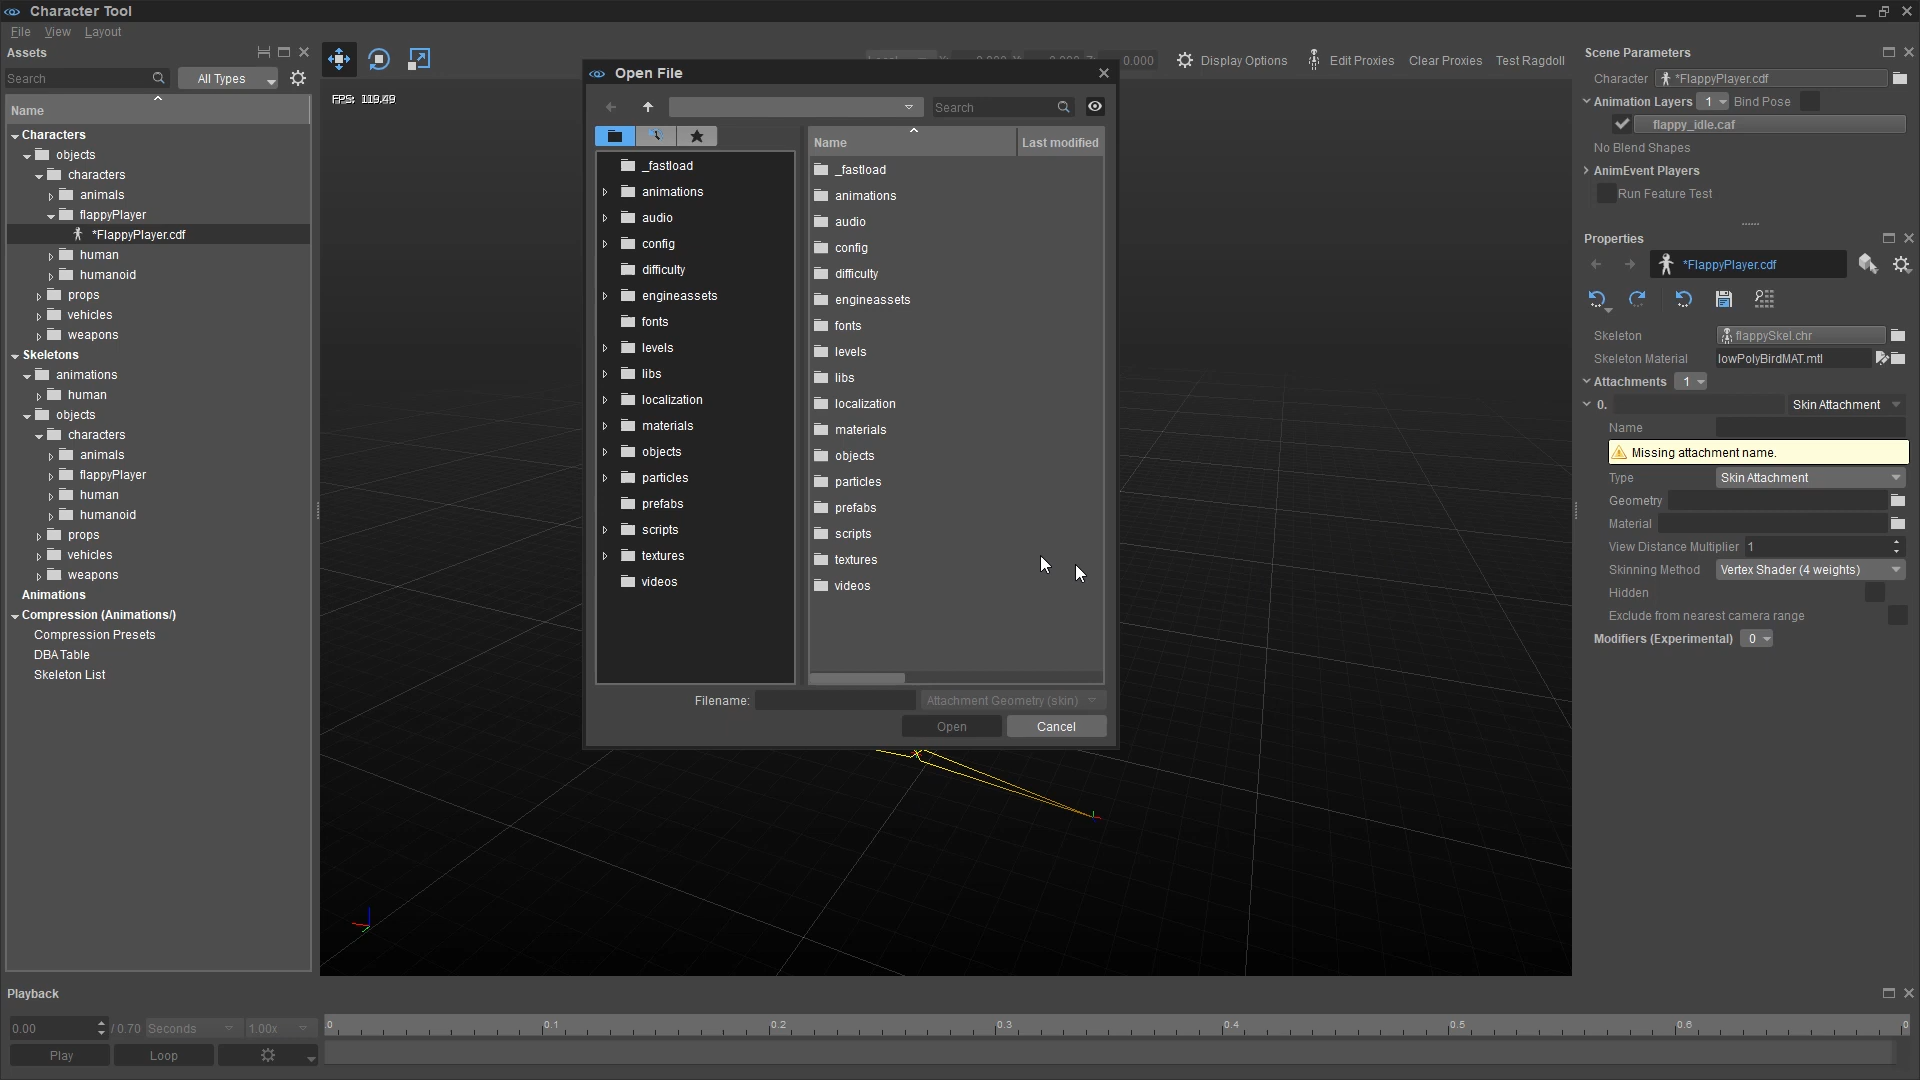 Character Tool
File View Layout
Assets
Search All Types
Name
Characters
objects
characters
animals
flappyPlayer
*FlappyPlayer.cdf
human
humanoid
props
vehicles
weapons
Skeletons
animations
human
objects
characters
animals
flappyPlayer
human
humanoid
props
vehicles
weapons
Animations
Compression (Animations/)
Compression Presets
DBA Table
Skeleton List
0.000
Display Options Edit Proxies Clear Proxies Test Ragdoll
FPS: 119.49
Open File
Search
_fastload
animations
audio
config
difficulty
engineassets
fonts
levels
libs
localization
materials
objects
particles
prefabs
scripts
textures
videos
Name Last modified
_fastload
animations
audio
config
difficulty
engineassets
fonts
levels
libs
localization
materials
objects
particles
prefabs
scripts
textures
videos
Filename: Attachment Geometry (skin)
Open Cancel
Scene Parameters
Character *FlappyPlayer.cdf
Animation Layers 1 Bind Pose
flappy_idle.caf
No Blend Shapes
AnimEvent Players
Run Feature Test
Properties
*FlappyPlayer.cdf
Skeleton flappySkel.chr
Skeleton Material lowPolyBirdMAT.mtl
Attachments 1
0. Skin Attachment
Name
Missing attachment name.
Type Skin Attachment
Geometry
Material
View Distance Multiplier 1
Skinning Method Vertex Shader (4 weights)
Hidden
Exclude from nearest camera range
Modifiers (Experimental) 0
Playback
0.00 / 0.70 Seconds 1.00x
0 0.1 0.2 0.3 0.4 0.5 0.6 0
Play Loop